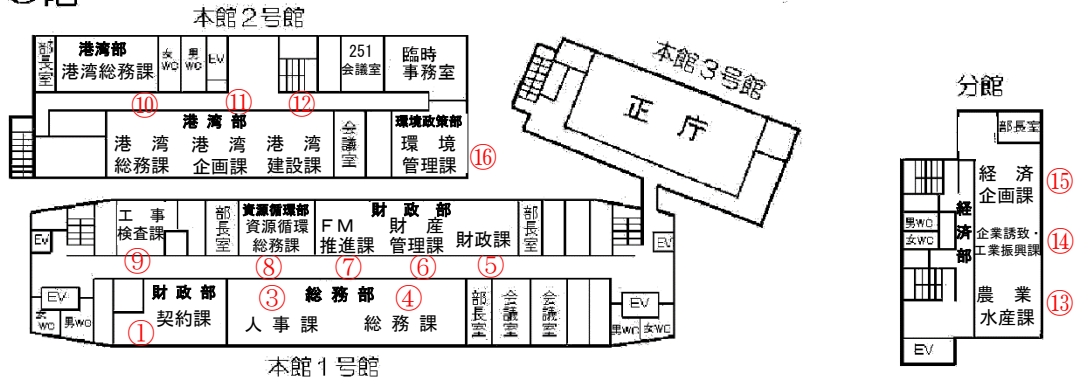 本館２号館
部長室
港湾部
港湾総務課
女WC
男WC
EV
251
会議室
臨時
事務室
⑩
⑪
⑫
港湾部
港湾
総務課
港湾
企画課
港湾
建設課
会議室
環境政策部
環境
管理課
⑯
本館３号館
正庁
分館
部長室
経済
企画課
⑮
経済部
男WC
女WC
企業誘致・
工業振興課
⑭
農業
水産課
⑬
EV
EV
工事
検査課
⑨
部長室
資源循環部
資源循環
総務課
⑧
財政部
ＦＭ
推進課
⑦
財産
管理課
⑥
財政課
⑤
部長室
EV
EV
女WC
男WC
財政部
契約課
①
総務部
③
人事課
④
総務課
部長室
会議室
会議室
EV
男WC
女WC
本館１号館